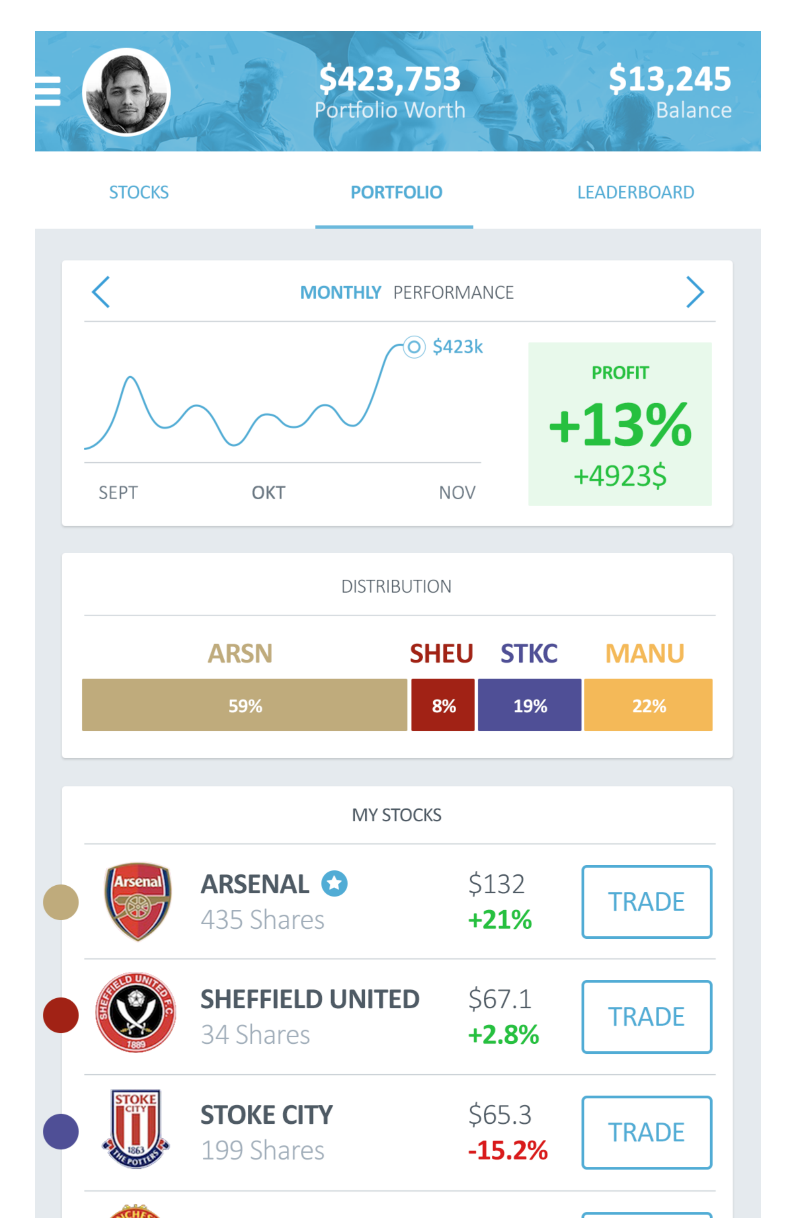 $423,753
Portfolio Worth
$13,245
Balance
STOCKS
PORTFOLIO
LEADERBOARD
MONTHLY PERFORMANCE
$423k
PROFIT
+13%
+4923$
SEPT
OKT
NOV
DISTRIBUTION
ARSN
SHEU
STKC
MANU
59%
8%
19%
22%
MY STOCKS
Arsenal
ARSENAL
435 Shares
$132
+21%
TRADE
SHEFFIELD UNITED F.C.
1889
SHEFFIELD UNITED
34 Shares
$67.1
+2.8%
TRADE
STOKE
CITY
1863
THE POTTERS
STOKE CITY
199 Shares
$65.3
-15.2%
TRADE